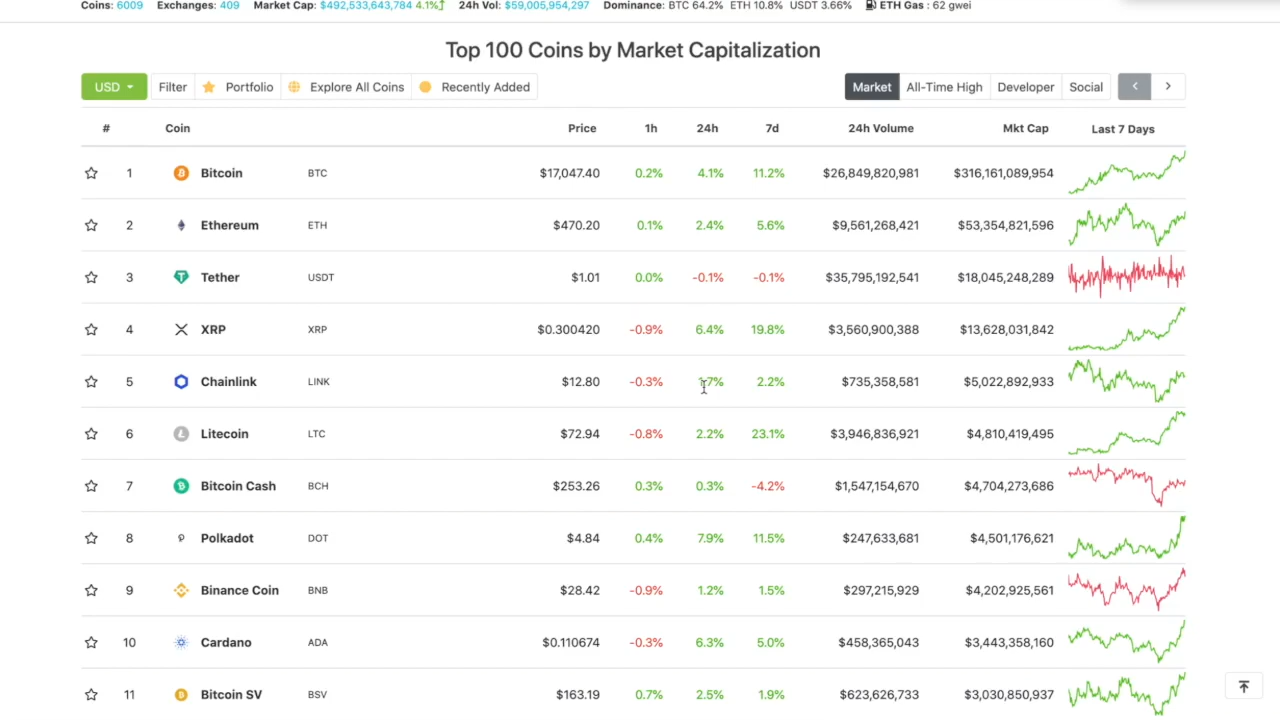 Coins: 6009 Exchanges: 409 Market Cap: $492,533,643,784 4.1% 24h Vol: $59,005,954,297 Dominance: BTC 64.2% ETH 10.8% USDT 3.66% ETH Gas : 62 gwei
Top 100 Coins by Market Capitalization
USD Filter Portfolio Explore All Coins Recently Added Market All-Time High Developer Social
# Coin Price 1h 24h 7d 24h Volume Mkt Cap Last 7 Days
1 Bitcoin BTC $17,047.40 0.2% 4.1% 11.2% $26,849,820,981 $316,161,089,954
2 Ethereum ETH $470.20 0.1% 2.4% 5.6% $9,561,268,421 $53,354,821,596
3 Tether USDT $1.01 0.0% -0.1% -0.1% $35,795,192,541 $18,045,248,289
4 XRP XRP $0.300420 -0.9% 6.4% 19.8% $3,560,900,388 $13,628,031,842
5 Chainlink LINK $12.80 -0.3% 2.2% $735,358,581 $5,022,892,933
6 Litecoin LTC $72.94 -0.8% 2.2% 23.1% $3,946,836,921 $4,810,419,495
7 Bitcoin Cash BCH $253.26 0.3% 0.3% -4.2% $1,547,154,670 $4,704,273,686
8 Polkadot DOT $4.84 0.4% 7.9% 11.5% $247,633,681 $4,501,176,621
9 Binance Coin BNB $28.42 -0.9% 1.2% 1.5% $297,215,929 $4,202,925,561
10 Cardano ADA $0.110674 -0.3% 6.3% 5.0% $458,365,043 $3,443,358,160
11 Bitcoin SV BSV $163.19 0.7% 2.5% 1.9% $623,626,733 $3,030,850,937